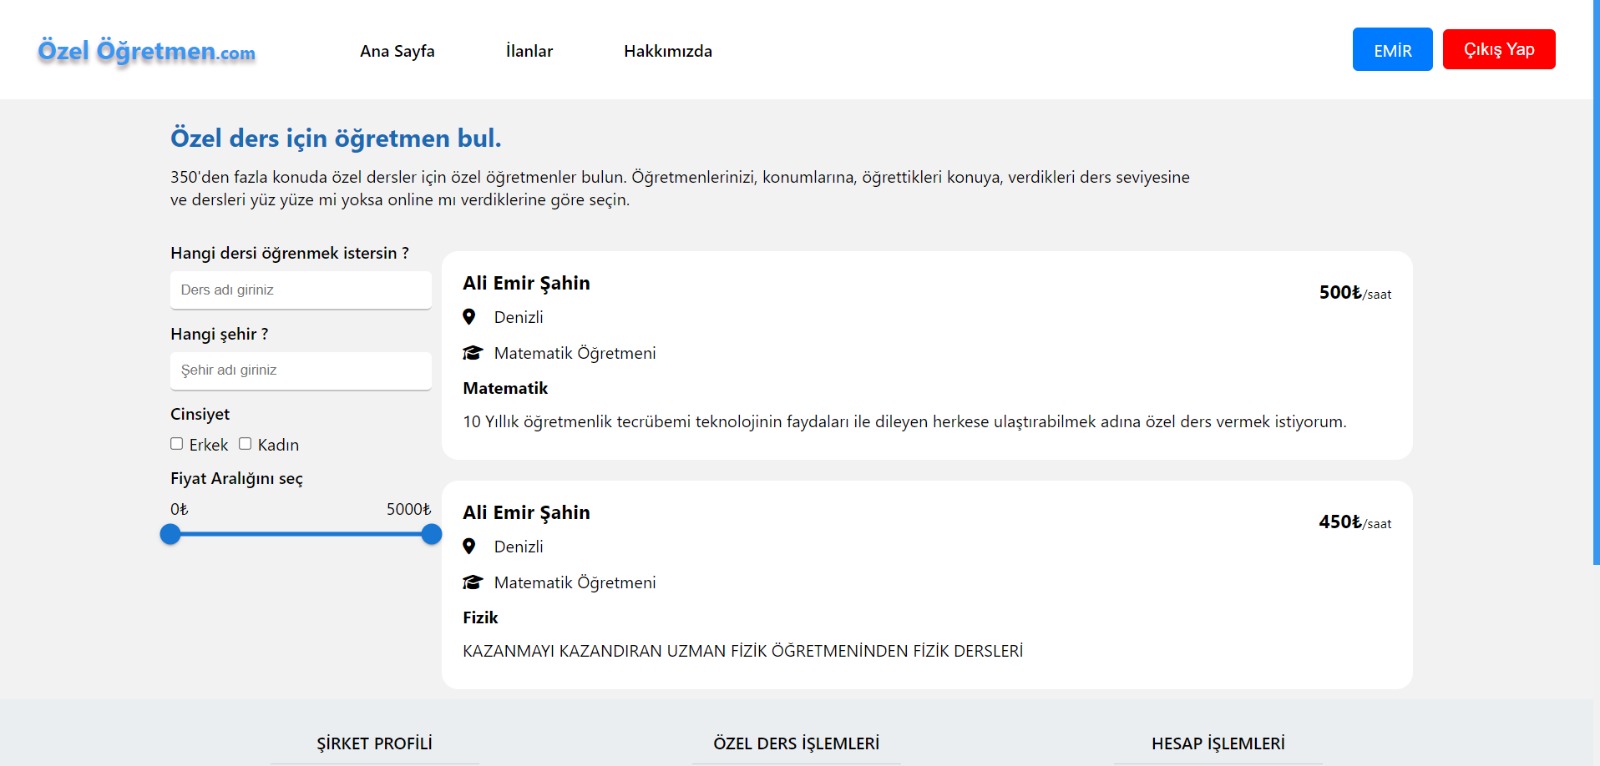 Özel Öğretmen.com
Ana Sayfa
İlanlar
Hakkımızda
EMİR
Çıkış Yap
Özel ders için öğretmen bul.
350'den fazla konuda özel dersler için özel öğretmenler bulun. Öğretmenlerinizi, konumlarına, öğrettikleri konuya, verdikleri ders seviyesine
ve dersleri yüz yüze mi yoksa online mı verdiklerine göre seçin.
Hangi dersi öğrenmek istersin ?
Ders adı giriniz
Hangi şehir ?
Şehir adı giriniz
Cinsiyet
Erkek
Kadın
Fiyat Aralığını seç
0₺
5000₺
Ali Emir Şahin
500₺/saat
Denizli
Matematik Öğretmeni
Matematik
10 Yıllık öğretmenlik tecrübemi teknolojinin faydaları ile dileyen herkese ulaştırabilmek adına özel ders vermek istiyorum.
Ali Emir Şahin
450₺/saat
Denizli
Matematik Öğretmeni
Fizik
KAZANMAYI KAZANDIRAN UZMAN FİZİK ÖĞRETMENİNDEN FİZİK DERSLERİ
ŞİRKET PROFİLİ
ÖZEL DERS İŞLEMLERİ
HESAP İŞLEMLERİ